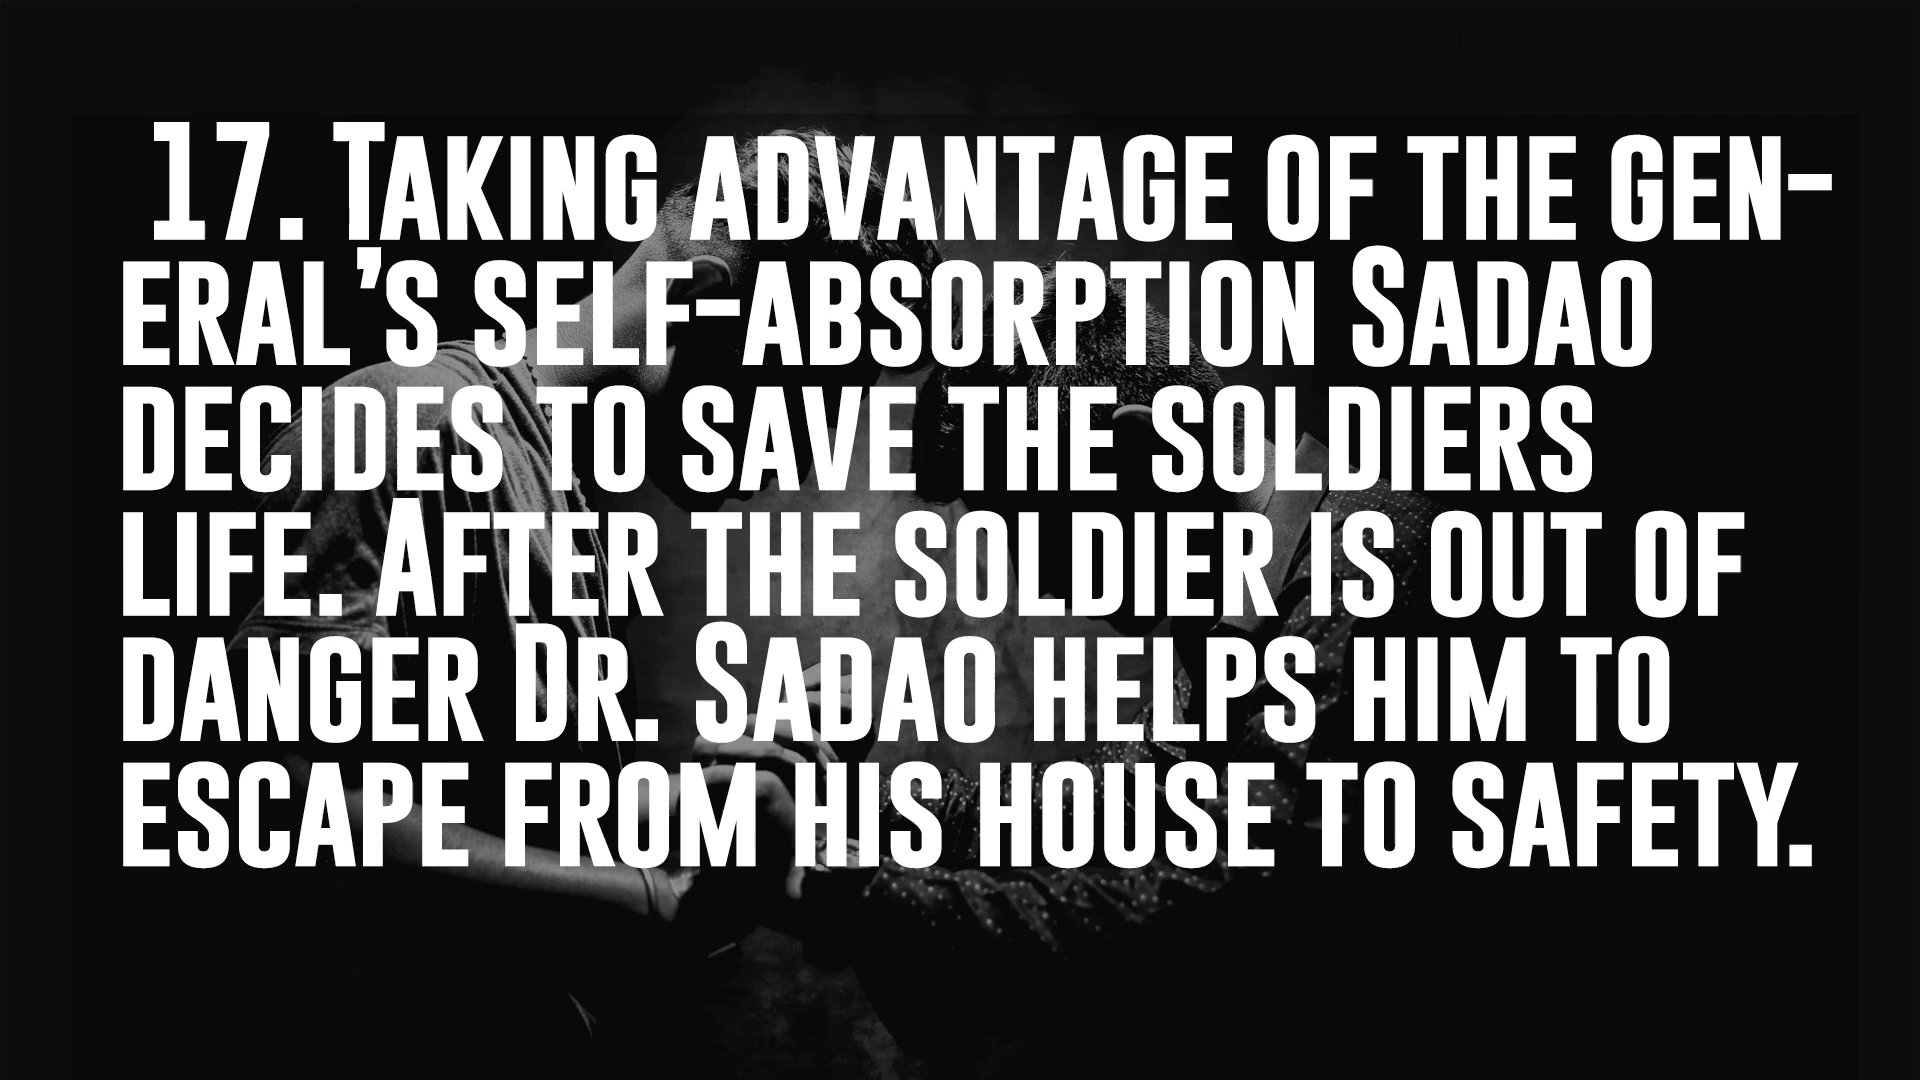 17. Taking advantage of the gen-
eral's self-absorption Sadao
decides to save the soldiers
life. After the soldier is out of
danger Dr. Sadao helps him to
escape from his house to safety.